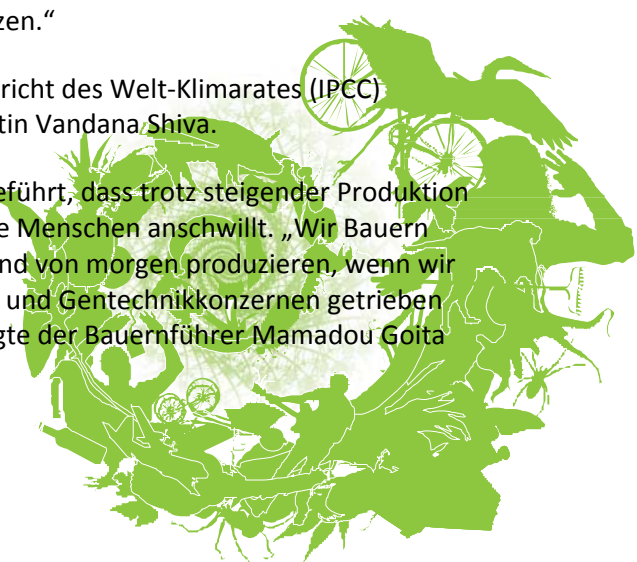 zen.“
richt des Welt-Klimarates (IPCC)
tin Vandana Shiva.
eführt, dass trotz steigender Produktion
e Menschen anschwillt. „Wir Bauern
nd von morgen produzieren, wenn wir
und Gentechnikkonzernen getrieben
gte der Bauernführer Mamadou Goita